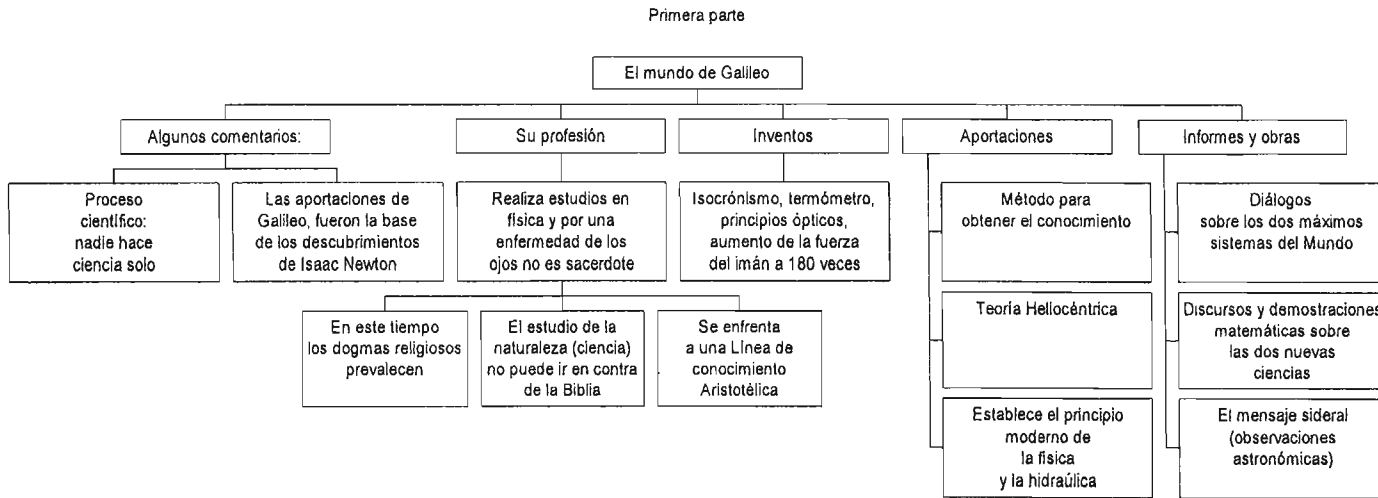 Primera parte
El mundo de Galileo
Algunos comentarios:
Su profesión
Inventos
Aportaciones
Informes y obras
Proceso
científico:
nadie hace
ciencia solo
Las aportaciones de
Galileo, fueron la base
de los descubrimientos
de Isaac Newton
Realiza estudios en
física y por una
enfermedad de los
ojos no es sacerdote
Isocrónismo, termómetro,
principios ópticos,
aumento de la fuerza
del imán a 180 veces
Método para
obtener el conocimiento
Diálogos
sobre los dos máximos
sistemas del Mundo
En este tiempo
los dogmas religiosos
prevalecen
El estudio de la
naturaleza (ciencia)
no puede ir en contra
de la Biblia
Se enfrenta
a una Línea de
conocimiento
Aristotélica
Teoría Heliocéntrica
Discursos y demostraciones
matemáticas sobre
las dos nuevas
ciencias
Establece el principio
moderno de
la física
y la hidraúlica
El mensaje sideral
(observaciones
astronómicas)